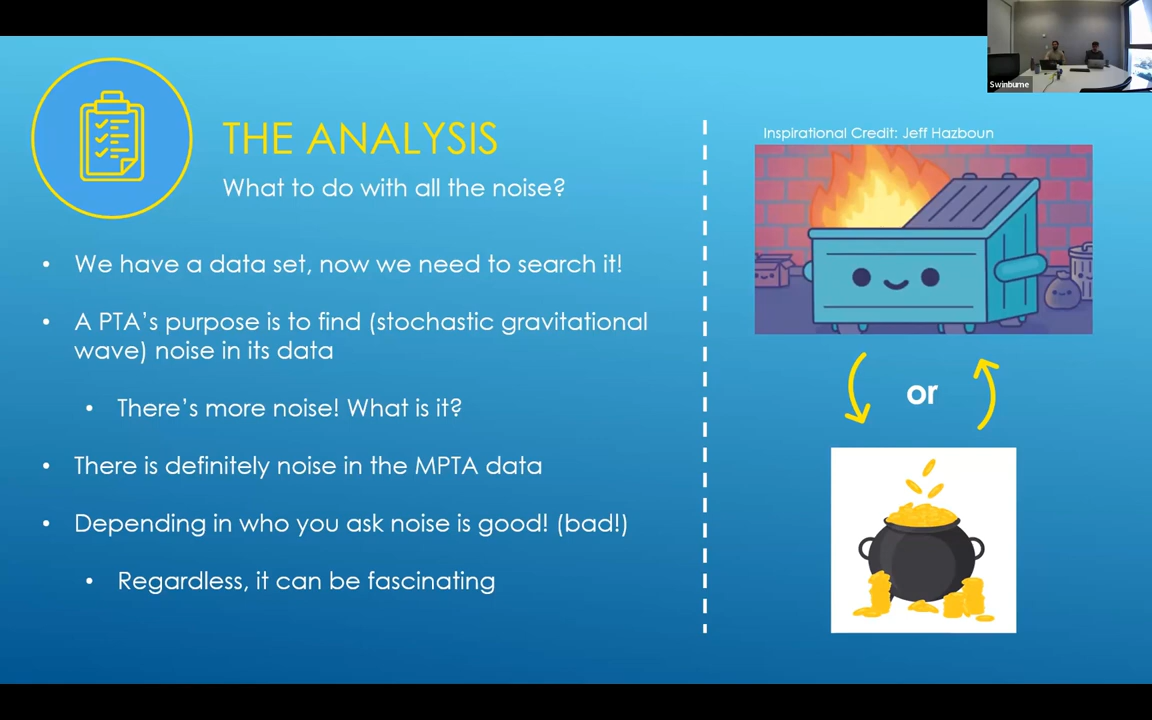 Swinburne
THE ANALYSIS
What to do with all the noise?
• We have a data set, now we need to search it!
• A PTA's purpose is to find (stochastic gravitational
wave) noise in its data
• There's more noise! What is it?
• There is definitely noise in the MPTA data
• Depending in who you ask noise is good! (bad!)
• Regardless, it can be fascinating
Inspirational Credit: Jeff Hazboun
or